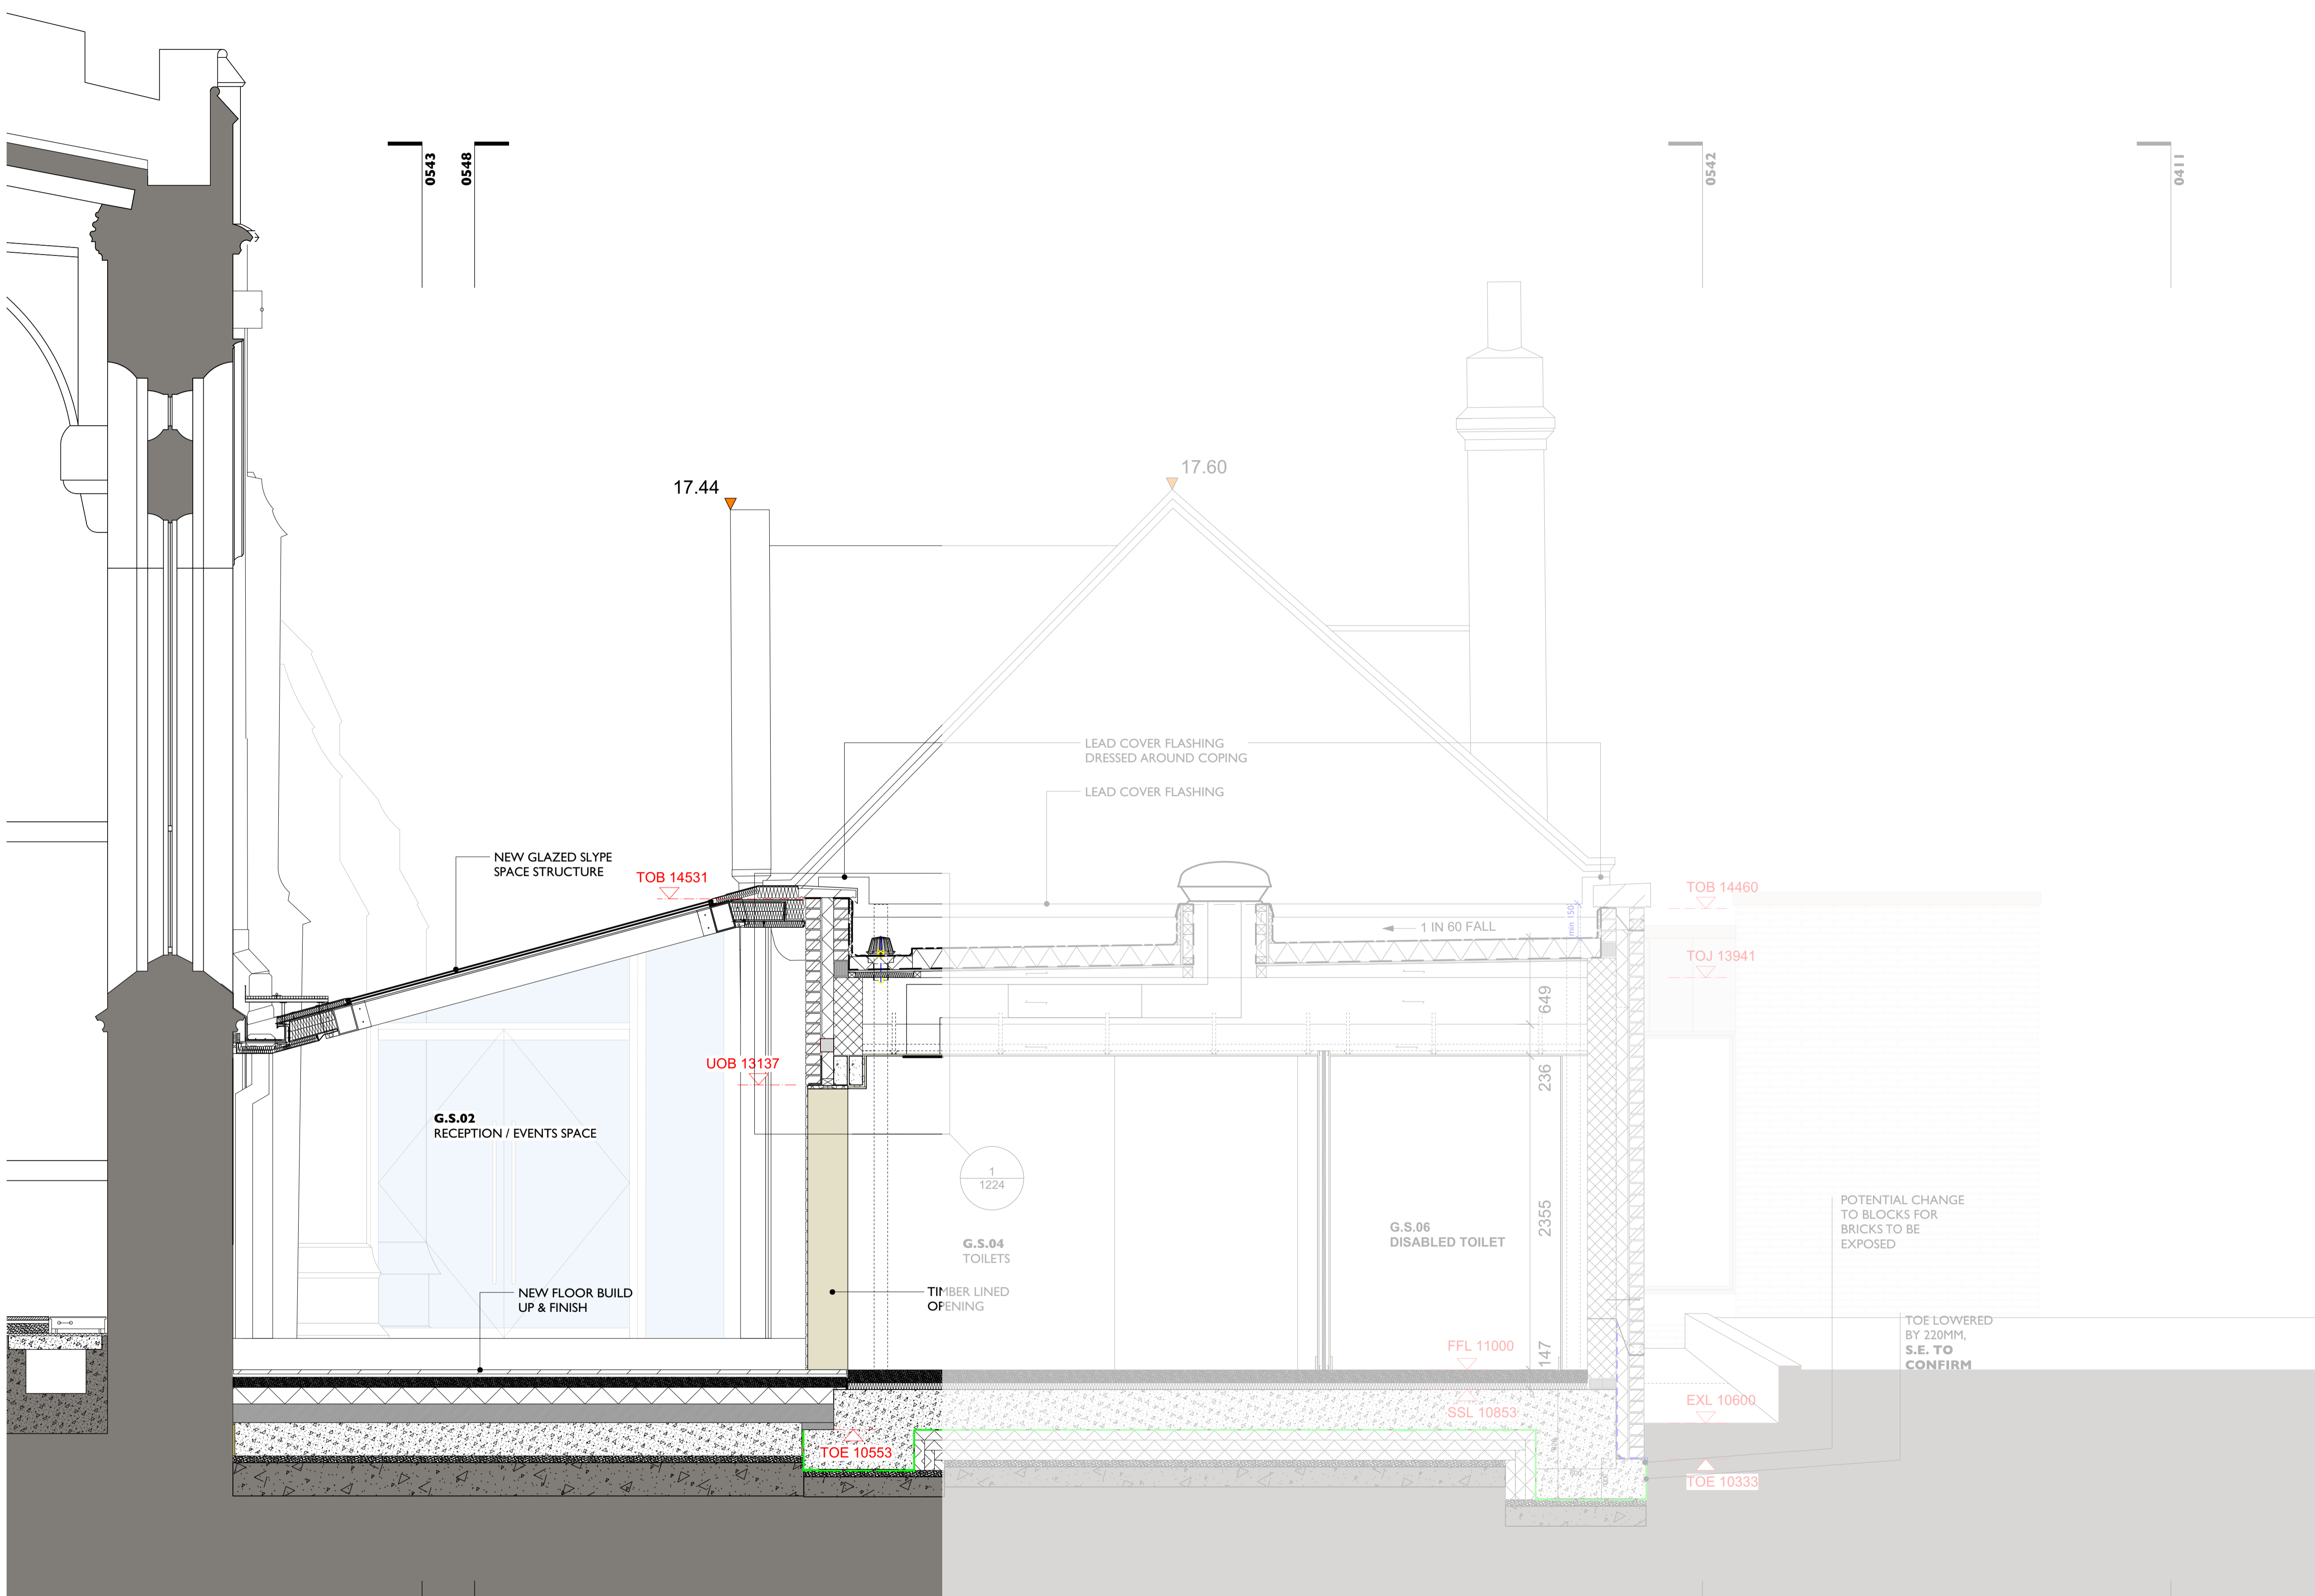 0543
0548
0542
0411
17.44
17.60
LEAD COVER FLASHING
DRESSED AROUND COPING
LEAD COVER FLASHING
NEW GLAZED SLYPE
SPACE STRUCTURE
TOB 14531
TOB 14460
min 150
1 IN 60 FALL
TOJ 13941
649
UOB 13137
236
G.S.02
RECEPTION / EVENTS SPACE
1
1224
2355
G.S.04
TOILETS
G.S.06
DISABLED TOILET
POTENTIAL CHANGE
TO BLOCKS FOR
BRICKS TO BE
EXPOSED
NEW FLOOR BUILD
UP & FINISH
TIMBER LINED
OPENING
147
FFL 11000
TOE LOWERED
BY 220MM,
S.E. TO
CONFIRM
SSL 10853
EXL 10600
TOE 10553
TOE 10333